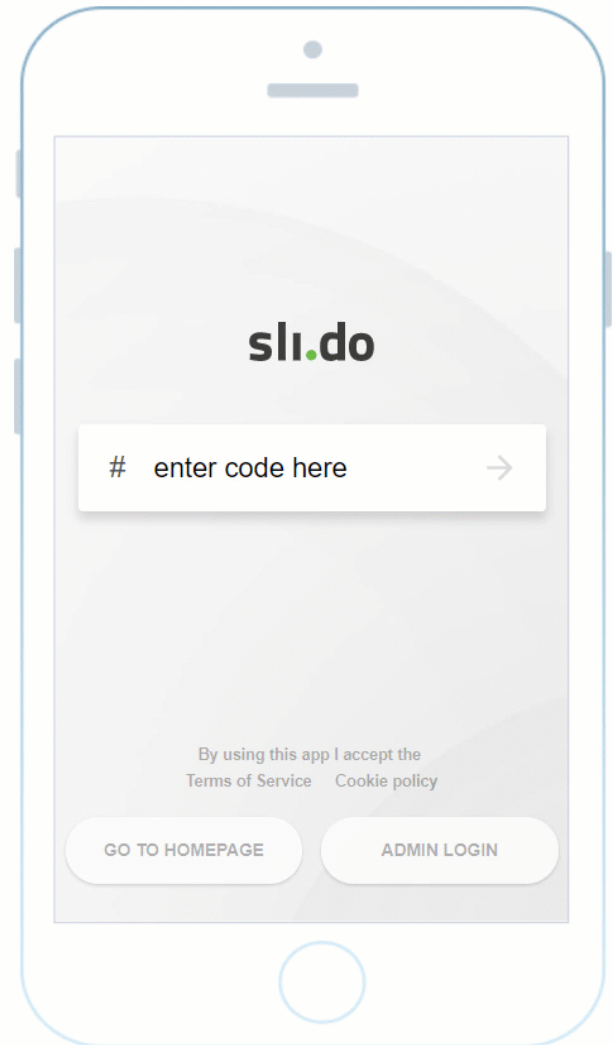 sli.do
# enter code here
By using this app I accept the
Terms of Service Cookie policy
GO TO HOMEPAGE ADMIN LOGIN